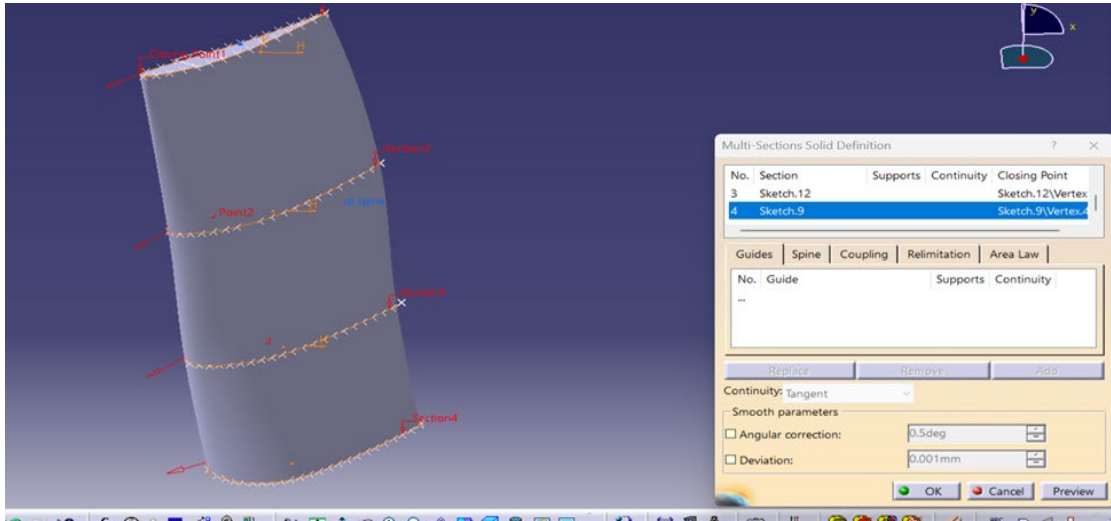 y
x
Closing Point1
H
Section2
Point2
Section3
Section4
Multi-Sections Solid Definition ? ×
No. Section Supports Continuity Closing Point
3 Sketch.12 Sketch.12\Vertex
4 Sketch.9 Sketch.9\Vertex.4
Guides Spine Coupling Relimitation Area Law
No. Guide Supports Continuity
...
Replace Remove Add
Continuity: Tangent
Smooth parameters
Angular correction: 0.5deg
Deviation: 0.001mm
OK Cancel Preview